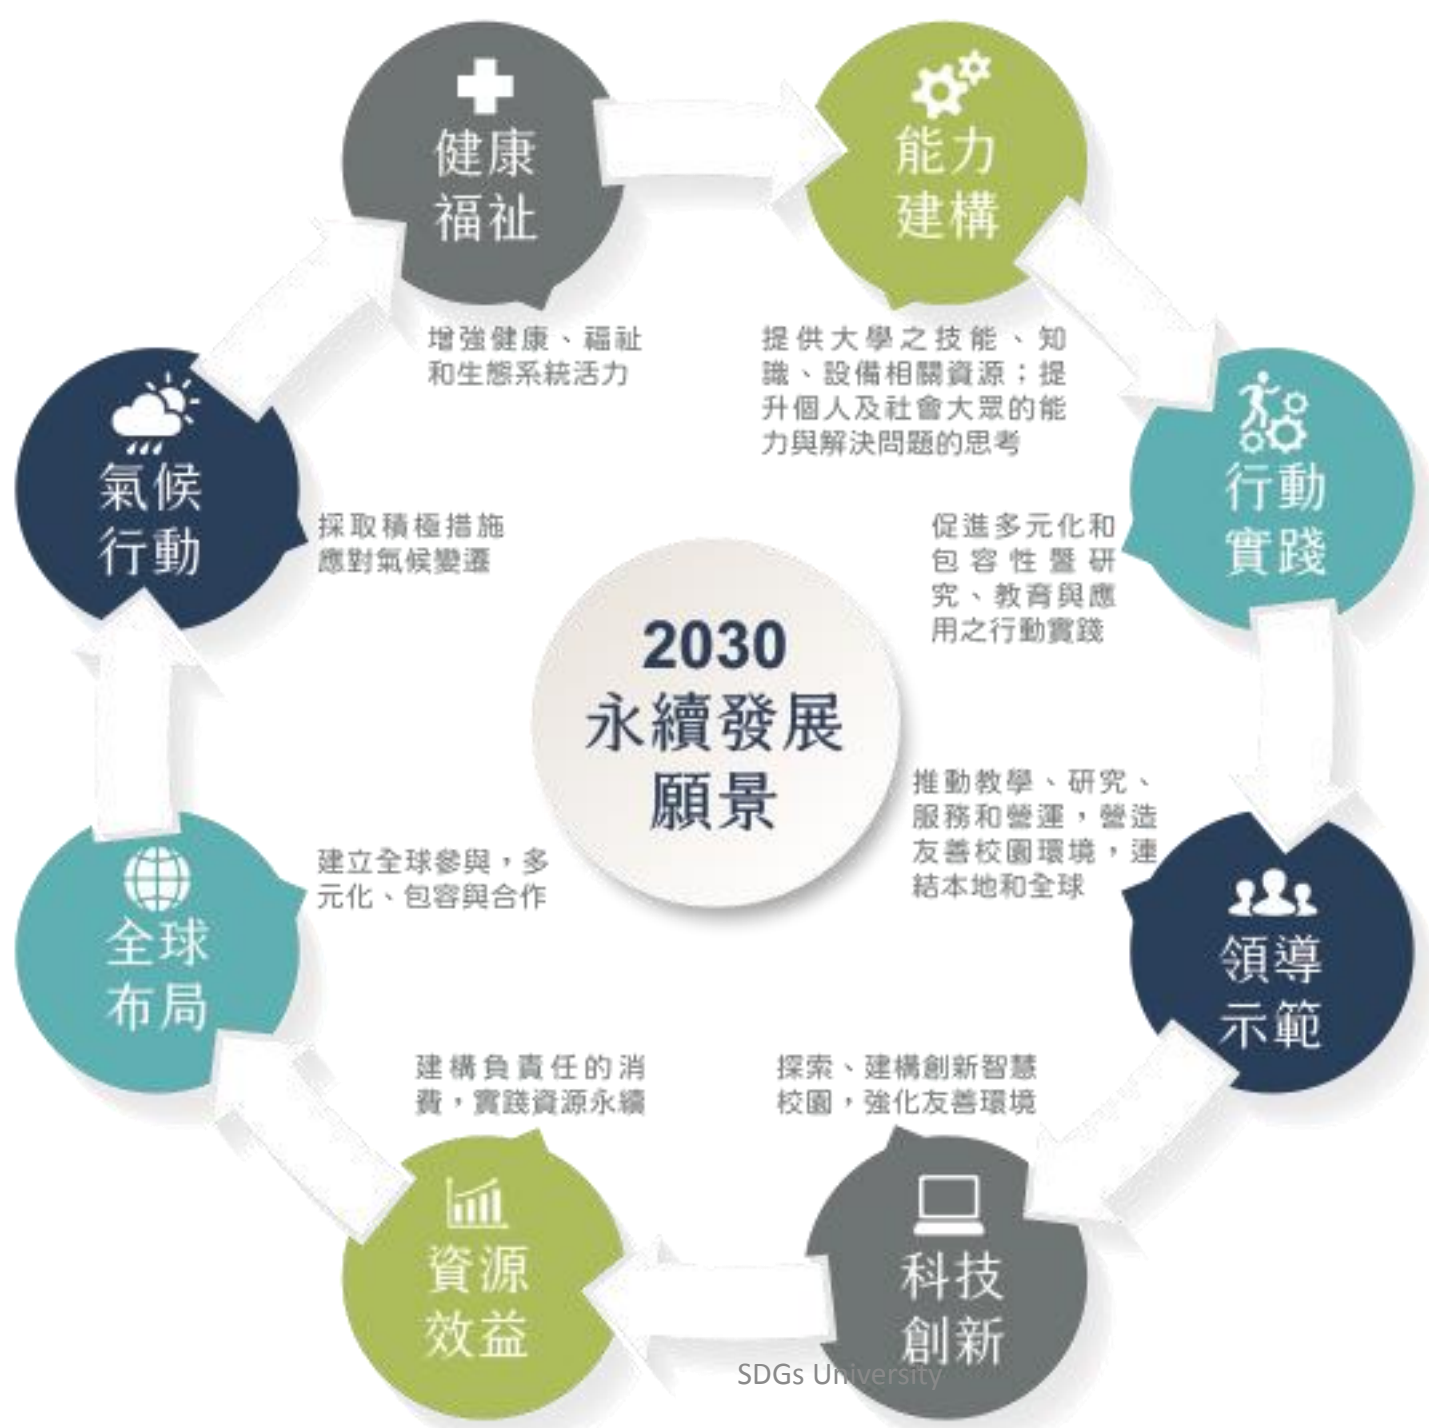 健康
福祉
增強健康、福祉
和生態系統活力
能力
建構
提供大學之技能、知
識、設備相關資源；提
升個人及社會大眾的能
力與解決問題的思考
行動
實踐
促進多元化和
包容性暨研
究、教育與應
用之行動實踐
領導
示範
推動教學、研究、
服務和營運，營造
友善校園環境，連
結本地和全球
科技
創新
探索、建構創新智慧
校園，強化友善環境
資源
效益
建構負責任的消
費，實踐資源永續
全球
布局
建立全球參與，多
元化、包容與合作
氣候
行動
採取積極措施
應對氣候變遷
2030
永續發展
願景
SDGs University